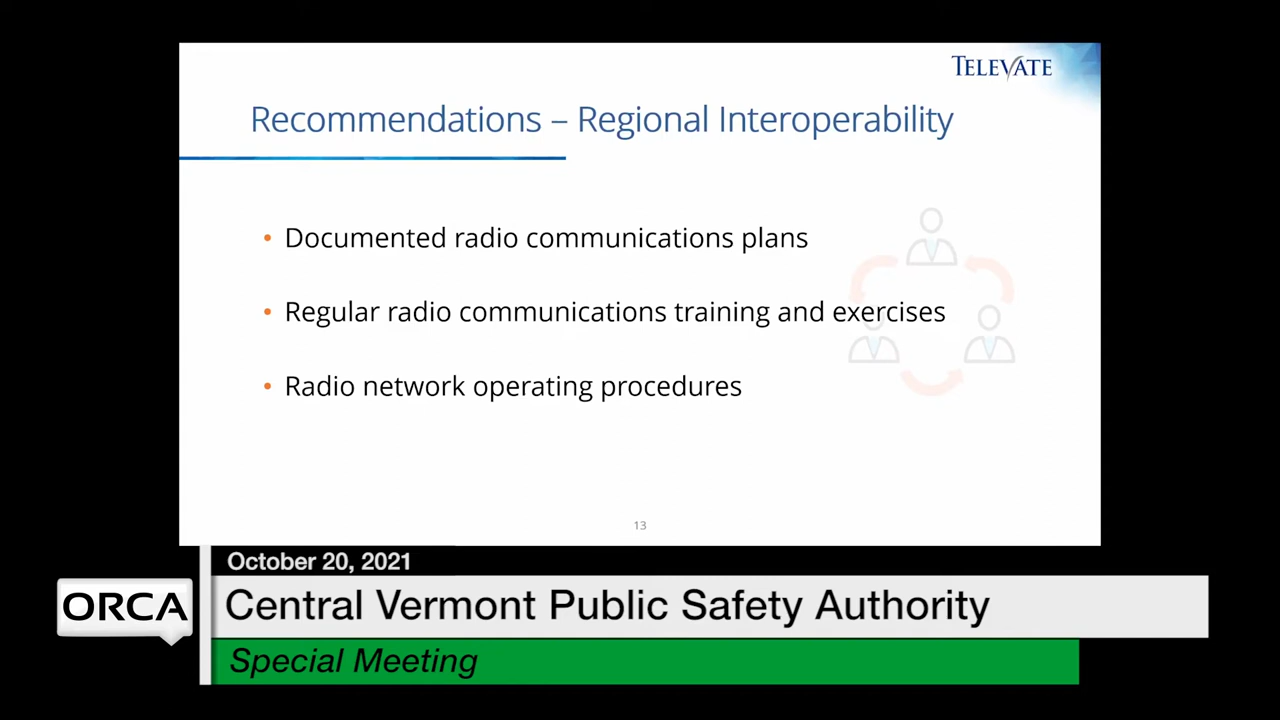 TELEVATE
Recommendations – Regional Interoperability
• Documented radio communications plans
• Regular radio communications training and exercises
• Radio network operating procedures
13
October 20, 2021
ORCA
Central Vermont Public Safety Authority
Special Meeting